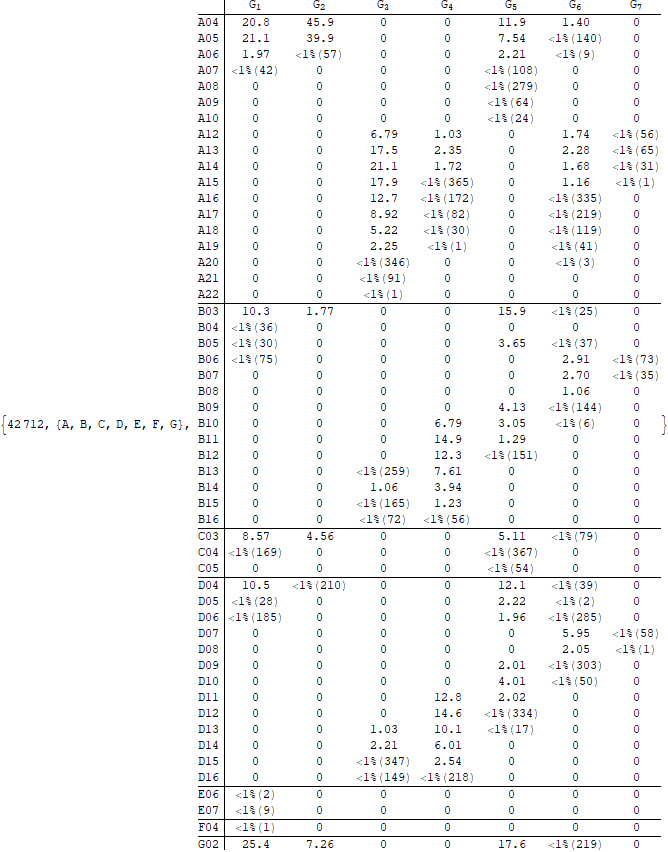 G1 G2 G3 G4 G5 G6 G7
A04 20.8 45.9 0 0 11.9 1.40 0
A05 21.1 39.9 0 0 7.54 <1%(140) 0
A06 1.97 <1%(57) 0 0 2.21 <1%(9) 0
A07 <1%(42) 0 0 0 <1%(108) 0 0
A08 0 0 0 0 <1%(279) 0 0
A09 0 0 0 0 <1%(64) 0 0
A10 0 0 0 0 <1%(24) 0 0
A12 0 0 6.79 1.03 0 1.74 <1%(56)
A13 0 0 17.5 2.35 0 2.28 <1%(65)
A14 0 0 21.1 1.72 0 1.68 <1%(31)
A15 0 0 17.9 <1%(365) 0 1.16 <1%(1)
A16 0 0 12.7 <1%(172) 0 <1%(335) 0
A17 0 0 8.92 <1%(82) 0 <1%(219) 0
A18 0 0 5.22 <1%(30) 0 <1%(119) 0
A19 0 0 2.25 <1%(1) 0 <1%(41) 0
A20 0 0 <1%(346) 0 0 <1%(3) 0
A21 0 0 <1%(91) 0 0 0 0
A22 0 0 <1%(1) 0 0 0 0
B03 10.3 1.77 0 0 15.9 <1%(25) 0
B04 <1%(36) 0 0 0 0 0 0
B05 <1%(30) 0 0 0 3.65 <1%(37) 0
B06 <1%(75) 0 0 0 0 2.91 <1%(73)
B07 0 0 0 0 0 2.70 <1%(35)
B08 0 0 0 0 0 1.06 0
B09 0 0 0 0 4.13 <1%(144) 0
{42712, {A, B, C, D, E, F, G}, B10 0 0 0 6.79 3.05 <1%(6) 0 }
B11 0 0 0 14.9 1.29 0 0
B12 0 0 0 12.3 <1%(151) 0 0
B13 0 0 <1%(259) 7.61 0 0 0
B14 0 0 1.06 3.94 0 0 0
B15 0 0 <1%(165) 1.23 0 0 0
B16 0 0 <1%(72) <1%(56) 0 0 0
C03 8.57 4.56 0 0 5.11 <1%(79) 0
C04 <1%(169) 0 0 0 <1%(367) 0 0
C05 0 0 0 0 <1%(54) 0 0
D04 10.5 <1%(210) 0 0 12.1 <1%(39) 0
D05 <1%(28) 0 0 0 2.22 <1%(2) 0
D06 <1%(185) 0 0 0 1.96 <1%(285) 0
D07 0 0 0 0 0 5.95 <1%(58)
D08 0 0 0 0 0 2.05 <1%(1)
D09 0 0 0 0 2.01 <1%(303) 0
D10 0 0 0 0 4.01 <1%(50) 0
D11 0 0 0 12.8 2.02 0 0
D12 0 0 0 14.6 <1%(334) 0 0
D13 0 0 1.03 10.1 <1%(17) 0 0
D14 0 0 2.21 6.01 0 0 0
D15 0 0 <1%(347) 2.54 0 0 0
D16 0 0 <1%(149) <1%(218) 0 0 0
E06 <1%(2) 0 0 0 0 0 0
E07 <1%(9) 0 0 0 0 0 0
F04 <1%(1) 0 0 0 0 0 0
G02 25.4 7.26 0 0 17.6 <1%(219) 0